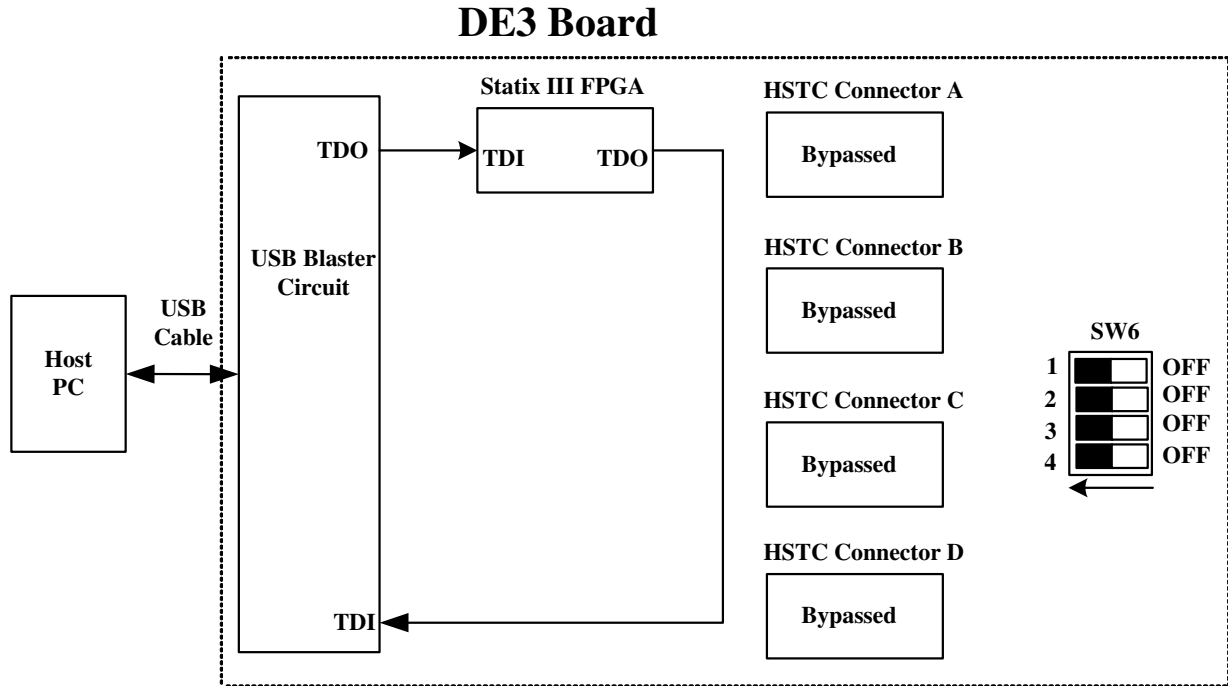 DE3 Board
Statix III FPGA
HSTC Connector A
TDO
TDI
TDO
Bypassed
USB Blaster
Circuit
HSTC Connector B
Bypassed
USB
Cable
Host
PC
SW6
1
OFF
2
OFF
3
OFF
4
OFF
HSTC Connector C
Bypassed
HSTC Connector D
TDI
Bypassed